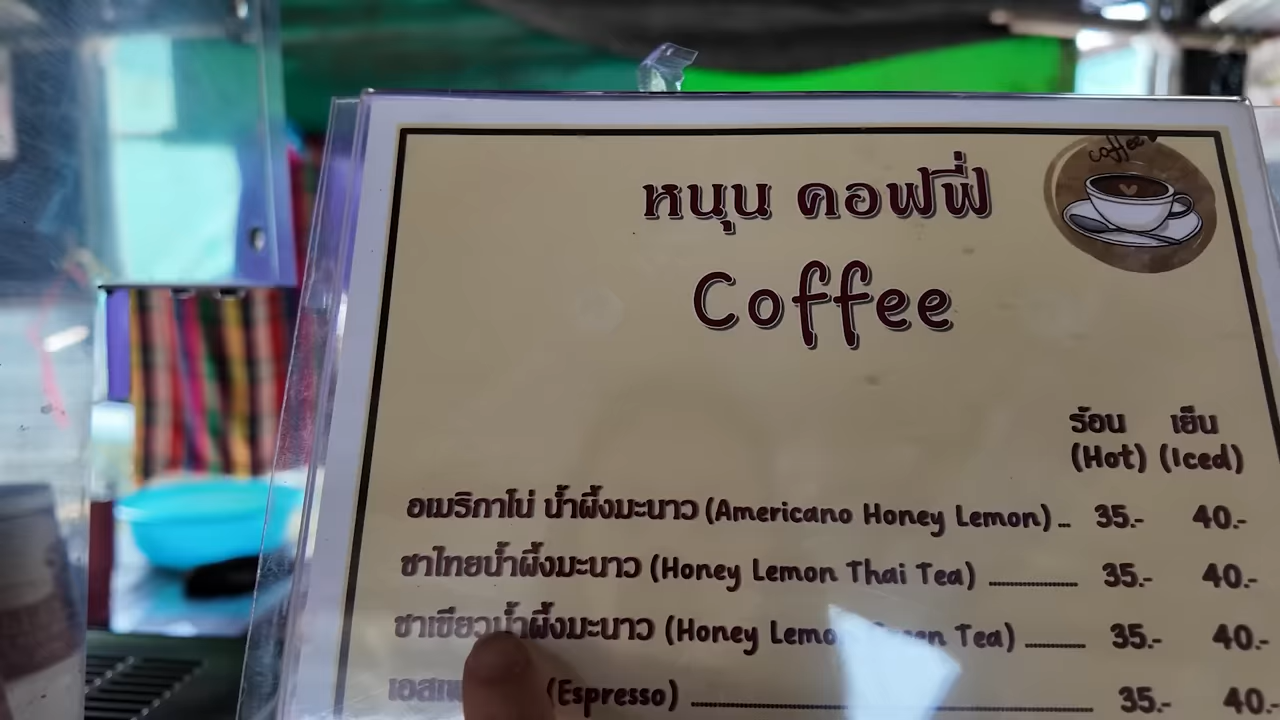 coffee
หนุน คอฟฟี่
Coffee
ร้อน เย็น
(Hot) (Iced)
อเมริกาโน่ น้ำผึ้งมะนาว (Americano Honey Lemon) 35.- 40.-
ชาไทยน้ำผึ้งมะนาว (Honey Lemon Thai Tea) 35.- 40.-
ชาเขียวน้ำผึ้งมะนาว (Honey Tea) 35.- 40.-
(Espresso) 35.- 40.-